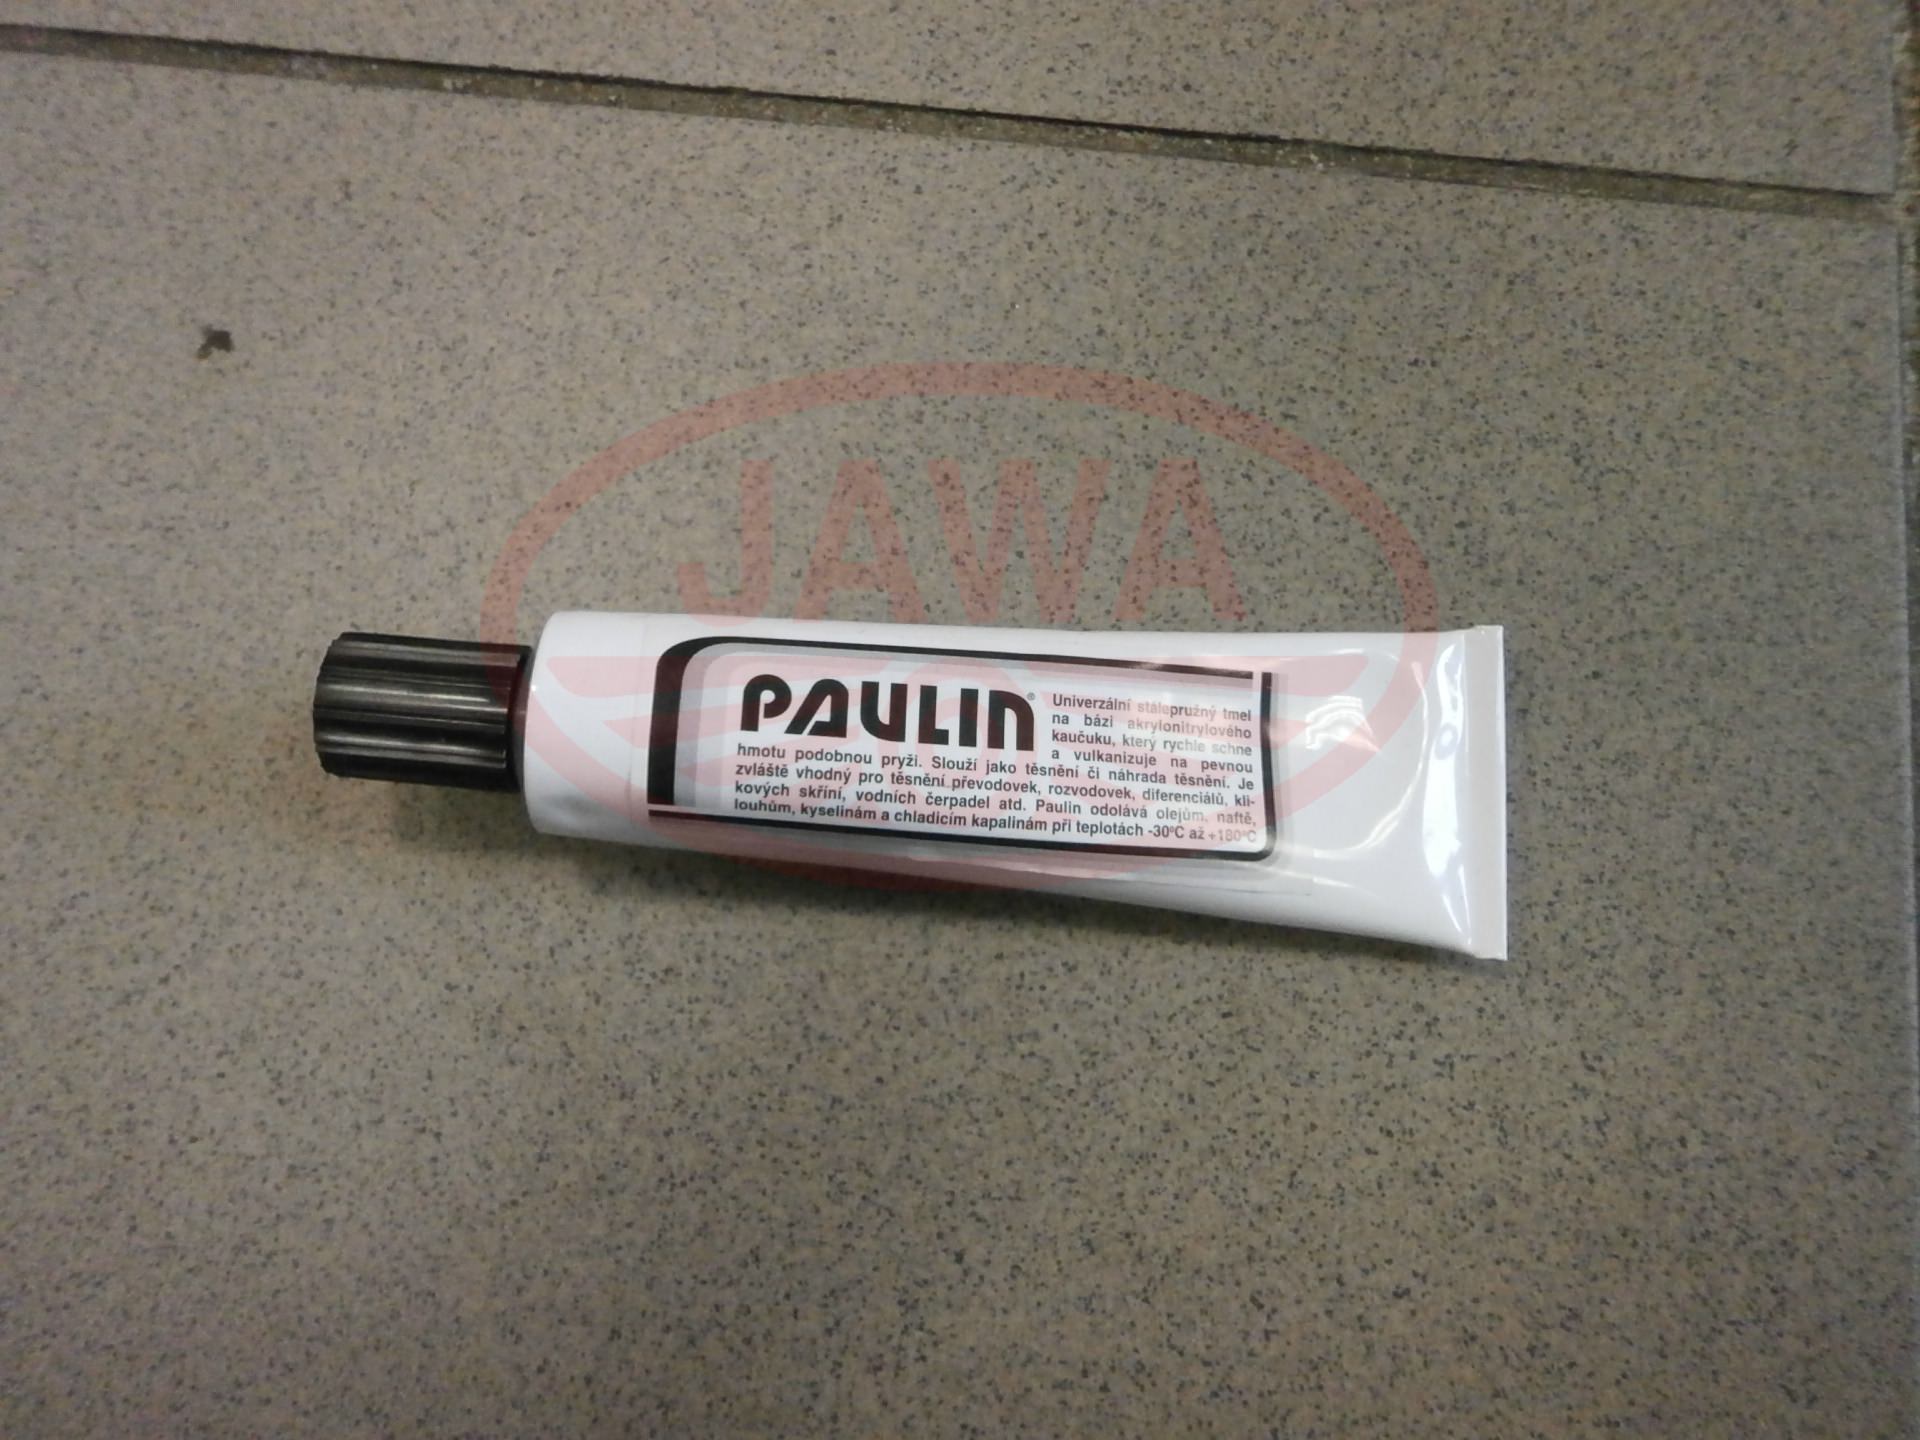 JAWA
PAULIN®
Univerzální stálepružný tmel
na bázi akrylonitrylového
kaučuku, který rychle schne
a vulkanizuje na pevnou
hmotu podobnou pryži. Slouží jako těsnění či náhrada těsnění. Je
zvláště vhodný pro těsnění převodovek, rozvodovek, diferenciálů, kli-
kových skříní, vodních čerpadel atd. Paulin odolává olejům, naftě,
louhům, kyselinám a chladicím kapalinám při teplotách -30°C až +180°C